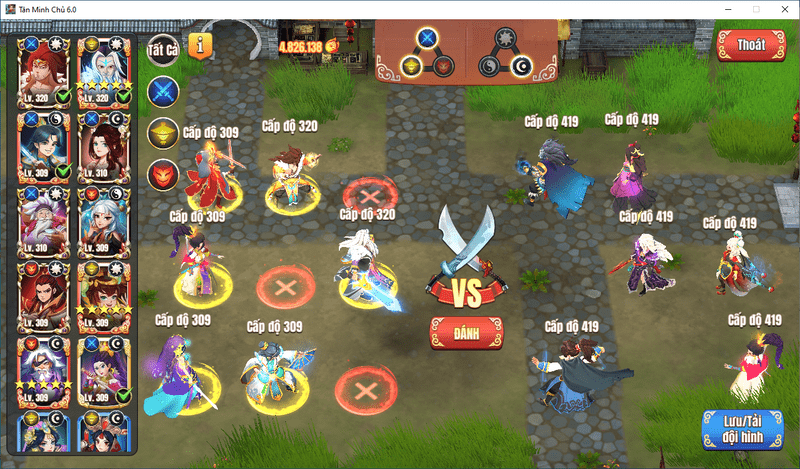 Tân Minh Chủ 6.0
Tất Cả
4.826.138
Thoát
Lv. 320
Lv. 320
Lv. 309
Lv. 310
Lv. 310
Lv. 309
Lv. 309
Lv. 309
Lv. 309
Lv. 309
Cấp độ 309
Cấp độ 320
Cấp độ 419
Cấp độ 419
Cấp độ 309
Cấp độ 320
Cấp độ 419
Cấp độ 419
VS
ĐÁNH
Cấp độ 309
Cấp độ 309
Cấp độ 419
Cấp độ 419
Lưu/Tải
đội hình